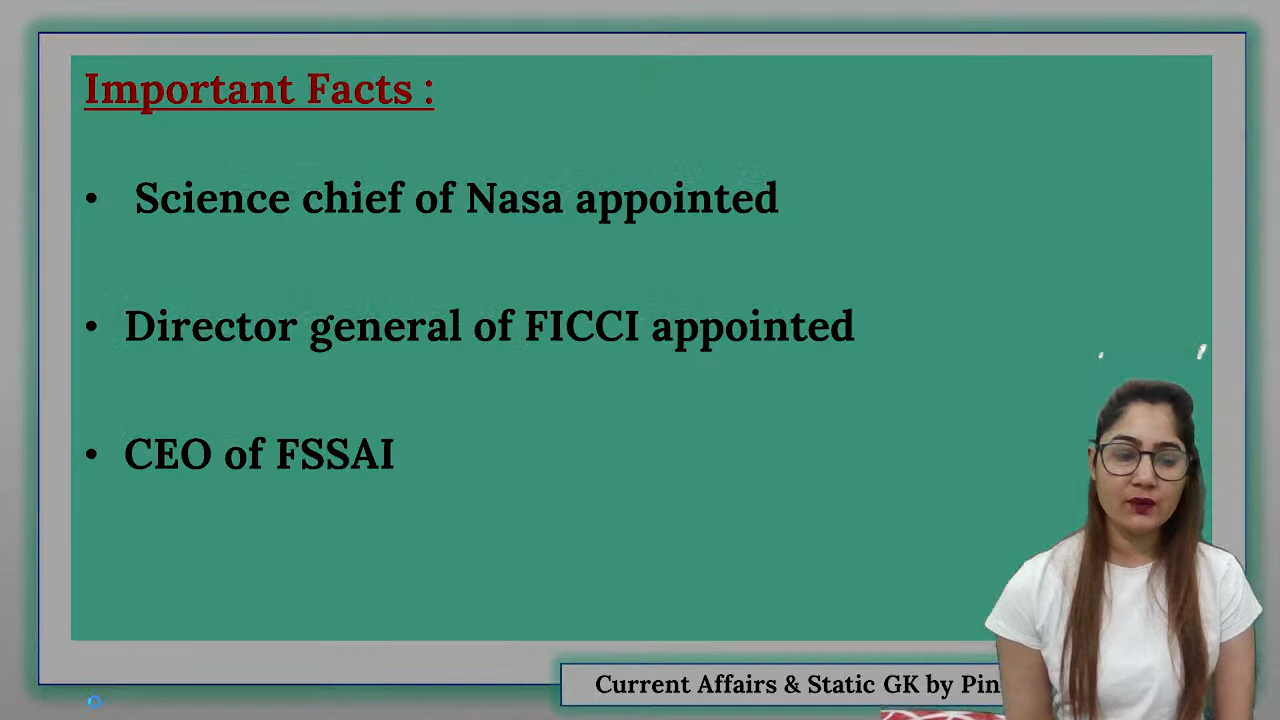 Important Facts :
• Science chief of Nasa appointed
• Director general of FICCI appointed
• CEO of FSSAI
Current Affairs & Static GK by